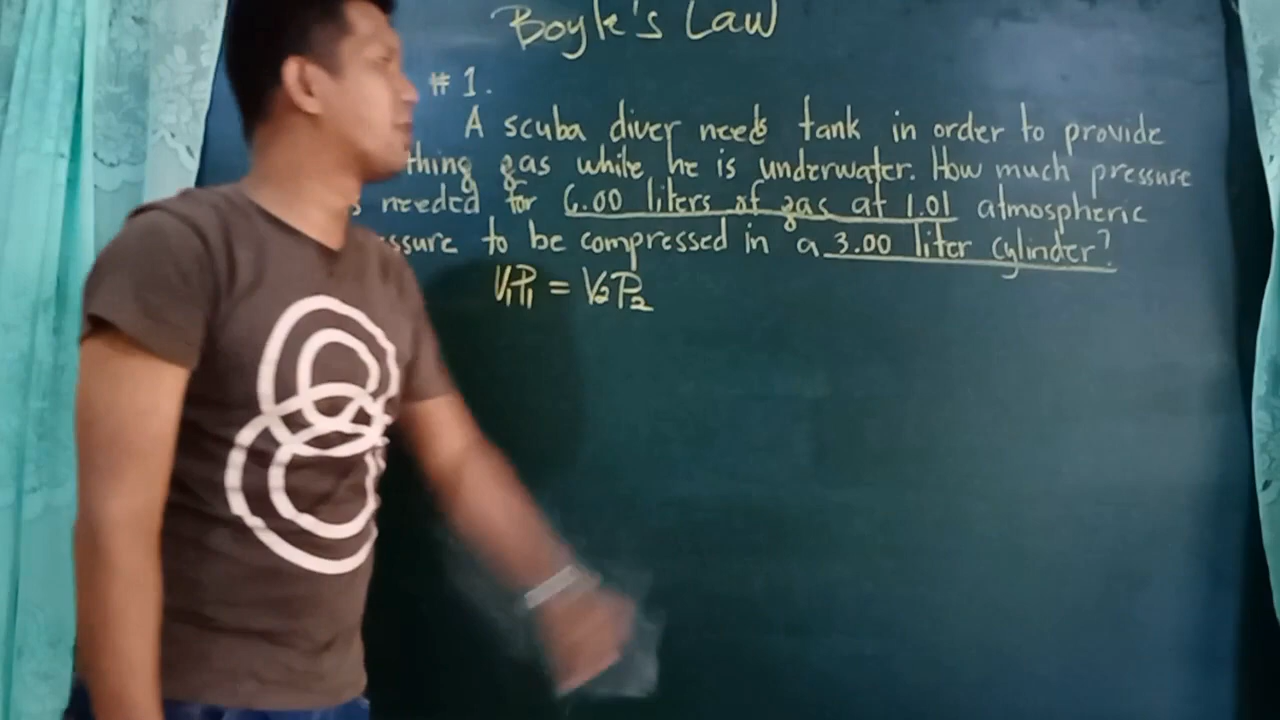 Boyle's Law
# 1.
A scuba diver needs tank in order to provide
thing gas while he is underwater. How much pressure
s needed for 6.00 liters of gas at 1.01 atmospheric
ssure to be compressed in a 3.00 liter cylinder?
V₁P₁ = V₂P₂